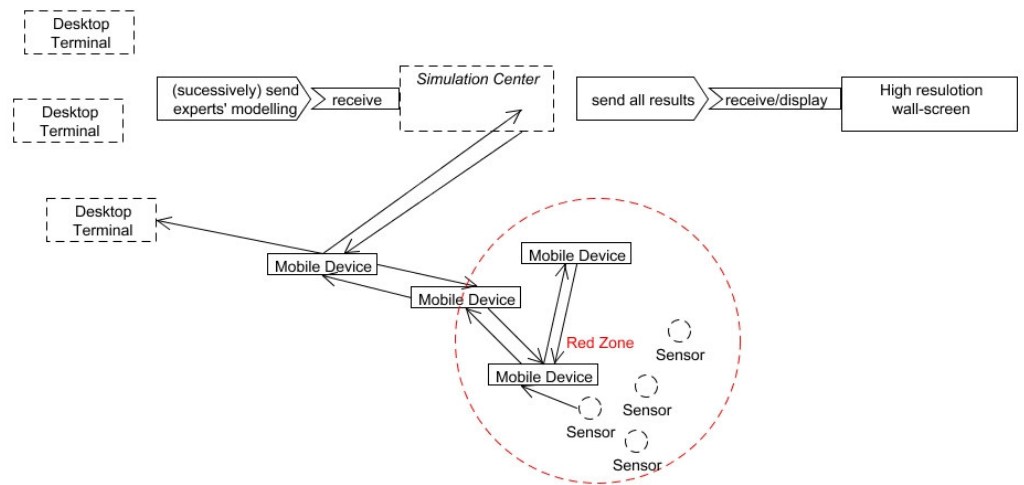 Desktop
Terminal
(sucessively) send
experts' modelling
receive
Simulation Center
send all results
receive/display
High resulotion
wall-screen
Desktop
Terminal
Desktop
Terminal
Mobile Device
Mobile Device
Mobile Device
Red Zone
Sensor
Mobile Device
Sensor
Sensor
Sensor